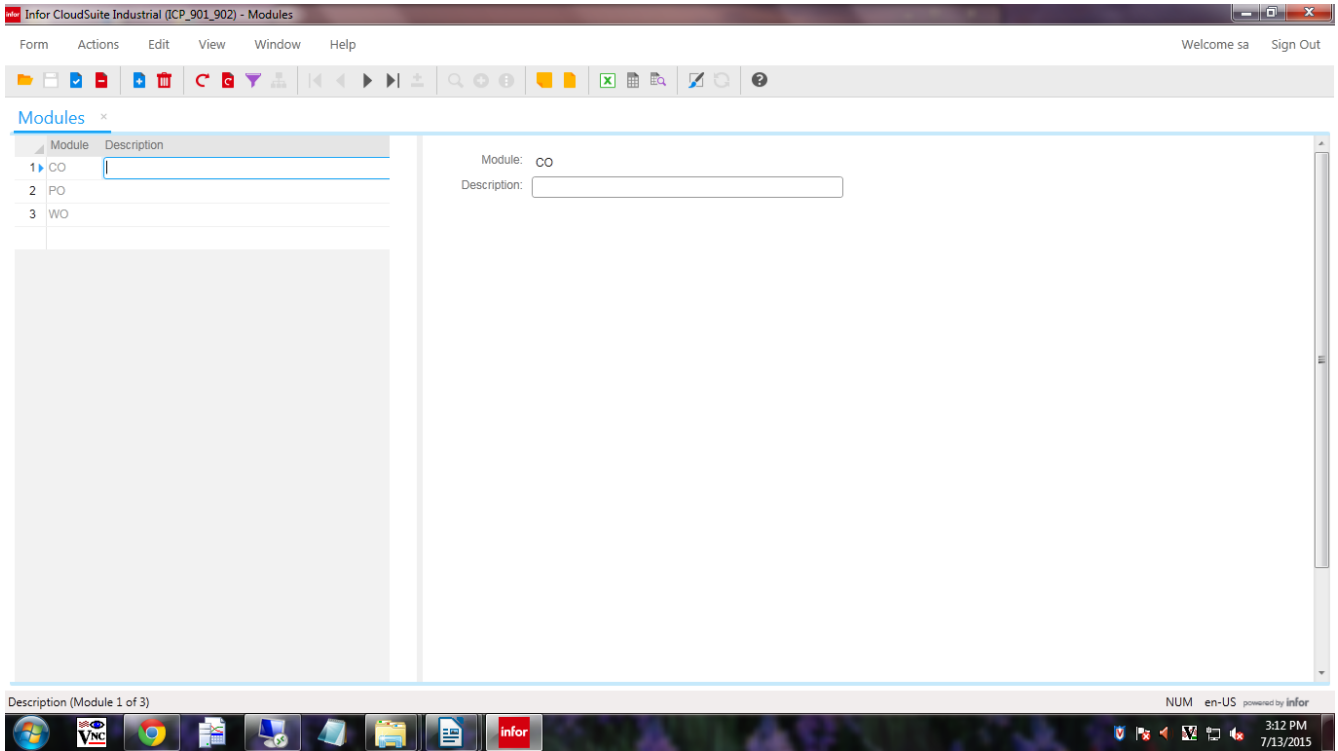 infor Infor CloudSuite Industrial (ICP_901_902) - Modules
Form Actions Edit View Window Help Welcome sa Sign Out
Modules ×
Module Description
1 CO
2 PO
3 WO
Module: CO
Description:
Description (Module 1 of 3) NUM en-US powered by infor
VNC infor 3:12 PM
7/13/2015